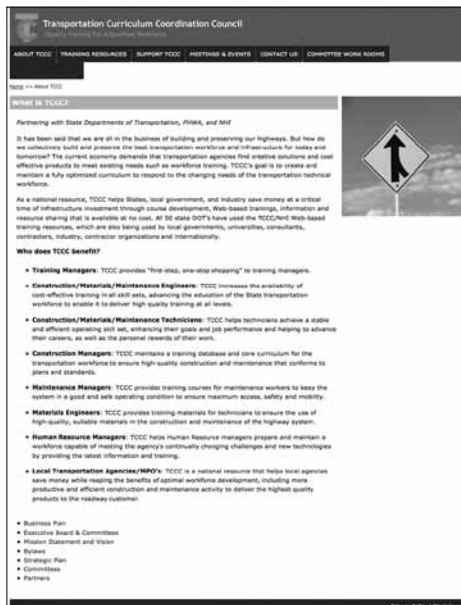 Transportation Curriculum Coordination Council
Quality Training for A Qualified Workforce
ABOUT TCCC TRAINING RESOURCES SUPPORT TCCC MEETINGS & EVENTS CONTACT US COMMITTEE WORK ROOMS
Home >> About TCCC
What is TCCC?
Partnering with State Departments of Transportation, FHWA, and NHI
It has been said that we are all in the business of building and preserving our highways. But how do
we collectively build and preserve the best transportation workforce and infrastructure for today and
tomorrow? The current economy demands that transportation agencies find creative solutions and cost
effective products to meet existing needs such as workforce training. TCCC's goal is to create and
maintain a fully optimised curriculum to respond to the changing needs of the transportation technical
workforce.
As a national resource, TCCC helps States, local government, and industry save money at a critical
time of infrastructure investment through course development, Web-based trainings, information and
resource sharing that is available at no cost. All 50 state DOT's have used the TCCC/NHI Web-based
training resources, which are also being used by local governments, universities, consultants,
contractors, industry, contractor organizations and internationally.
Who does TCCC benefit?
• Training Managers: TCCC provides "first-step, one-stop shopping" to training managers.
• Construction/Materials/Maintenance Engineers: TCCC increases the availability of
cost-effective training in all skill sets, advancing the education of the State transportation
workforce to enable it to deliver high quality training at all levels.
• Construction/Materials/Maintenance Technicians: TCCC helps technicians achieve a stable
and efficient operating skill set, enhancing their goals and job performance and helping to advance
their careers, as well as the personal rewards of their work.
• Construction Managers: TCCC maintains a training database and core curriculum for the
transportation workforce to ensure high-quality construction and maintenance that conforms to
plans and standards.
• Maintenance Managers: TCCC provides training courses for maintenance workers to keep the
system in a good and safe operating condition to ensure maximum access, safety and mobility.
• Materials Engineers: TCCC provides training materials for technicians to ensure the use of
high-quality, suitable materials in the construction and maintenance of the highway system.
• Human Resource Managers: TCCC helps Human Resource managers prepare and maintain a
workforce capable of meeting the agency's continually changing challenges and new technologies
by providing the latest information and training.
• Local Transportation Agencies/MPO's: TCCC is a national resource that helps local agencies
save money while reaping the benefits of optimal workforce development, including more
productive and efficient construction and maintenance activity to deliver the highest quality
products to the roadway customer.
• Business Plan
• Executive Board & Committees
• Mission Statement and Vision
• Bylaws
• Strategic Plan
• Committees
• Partners